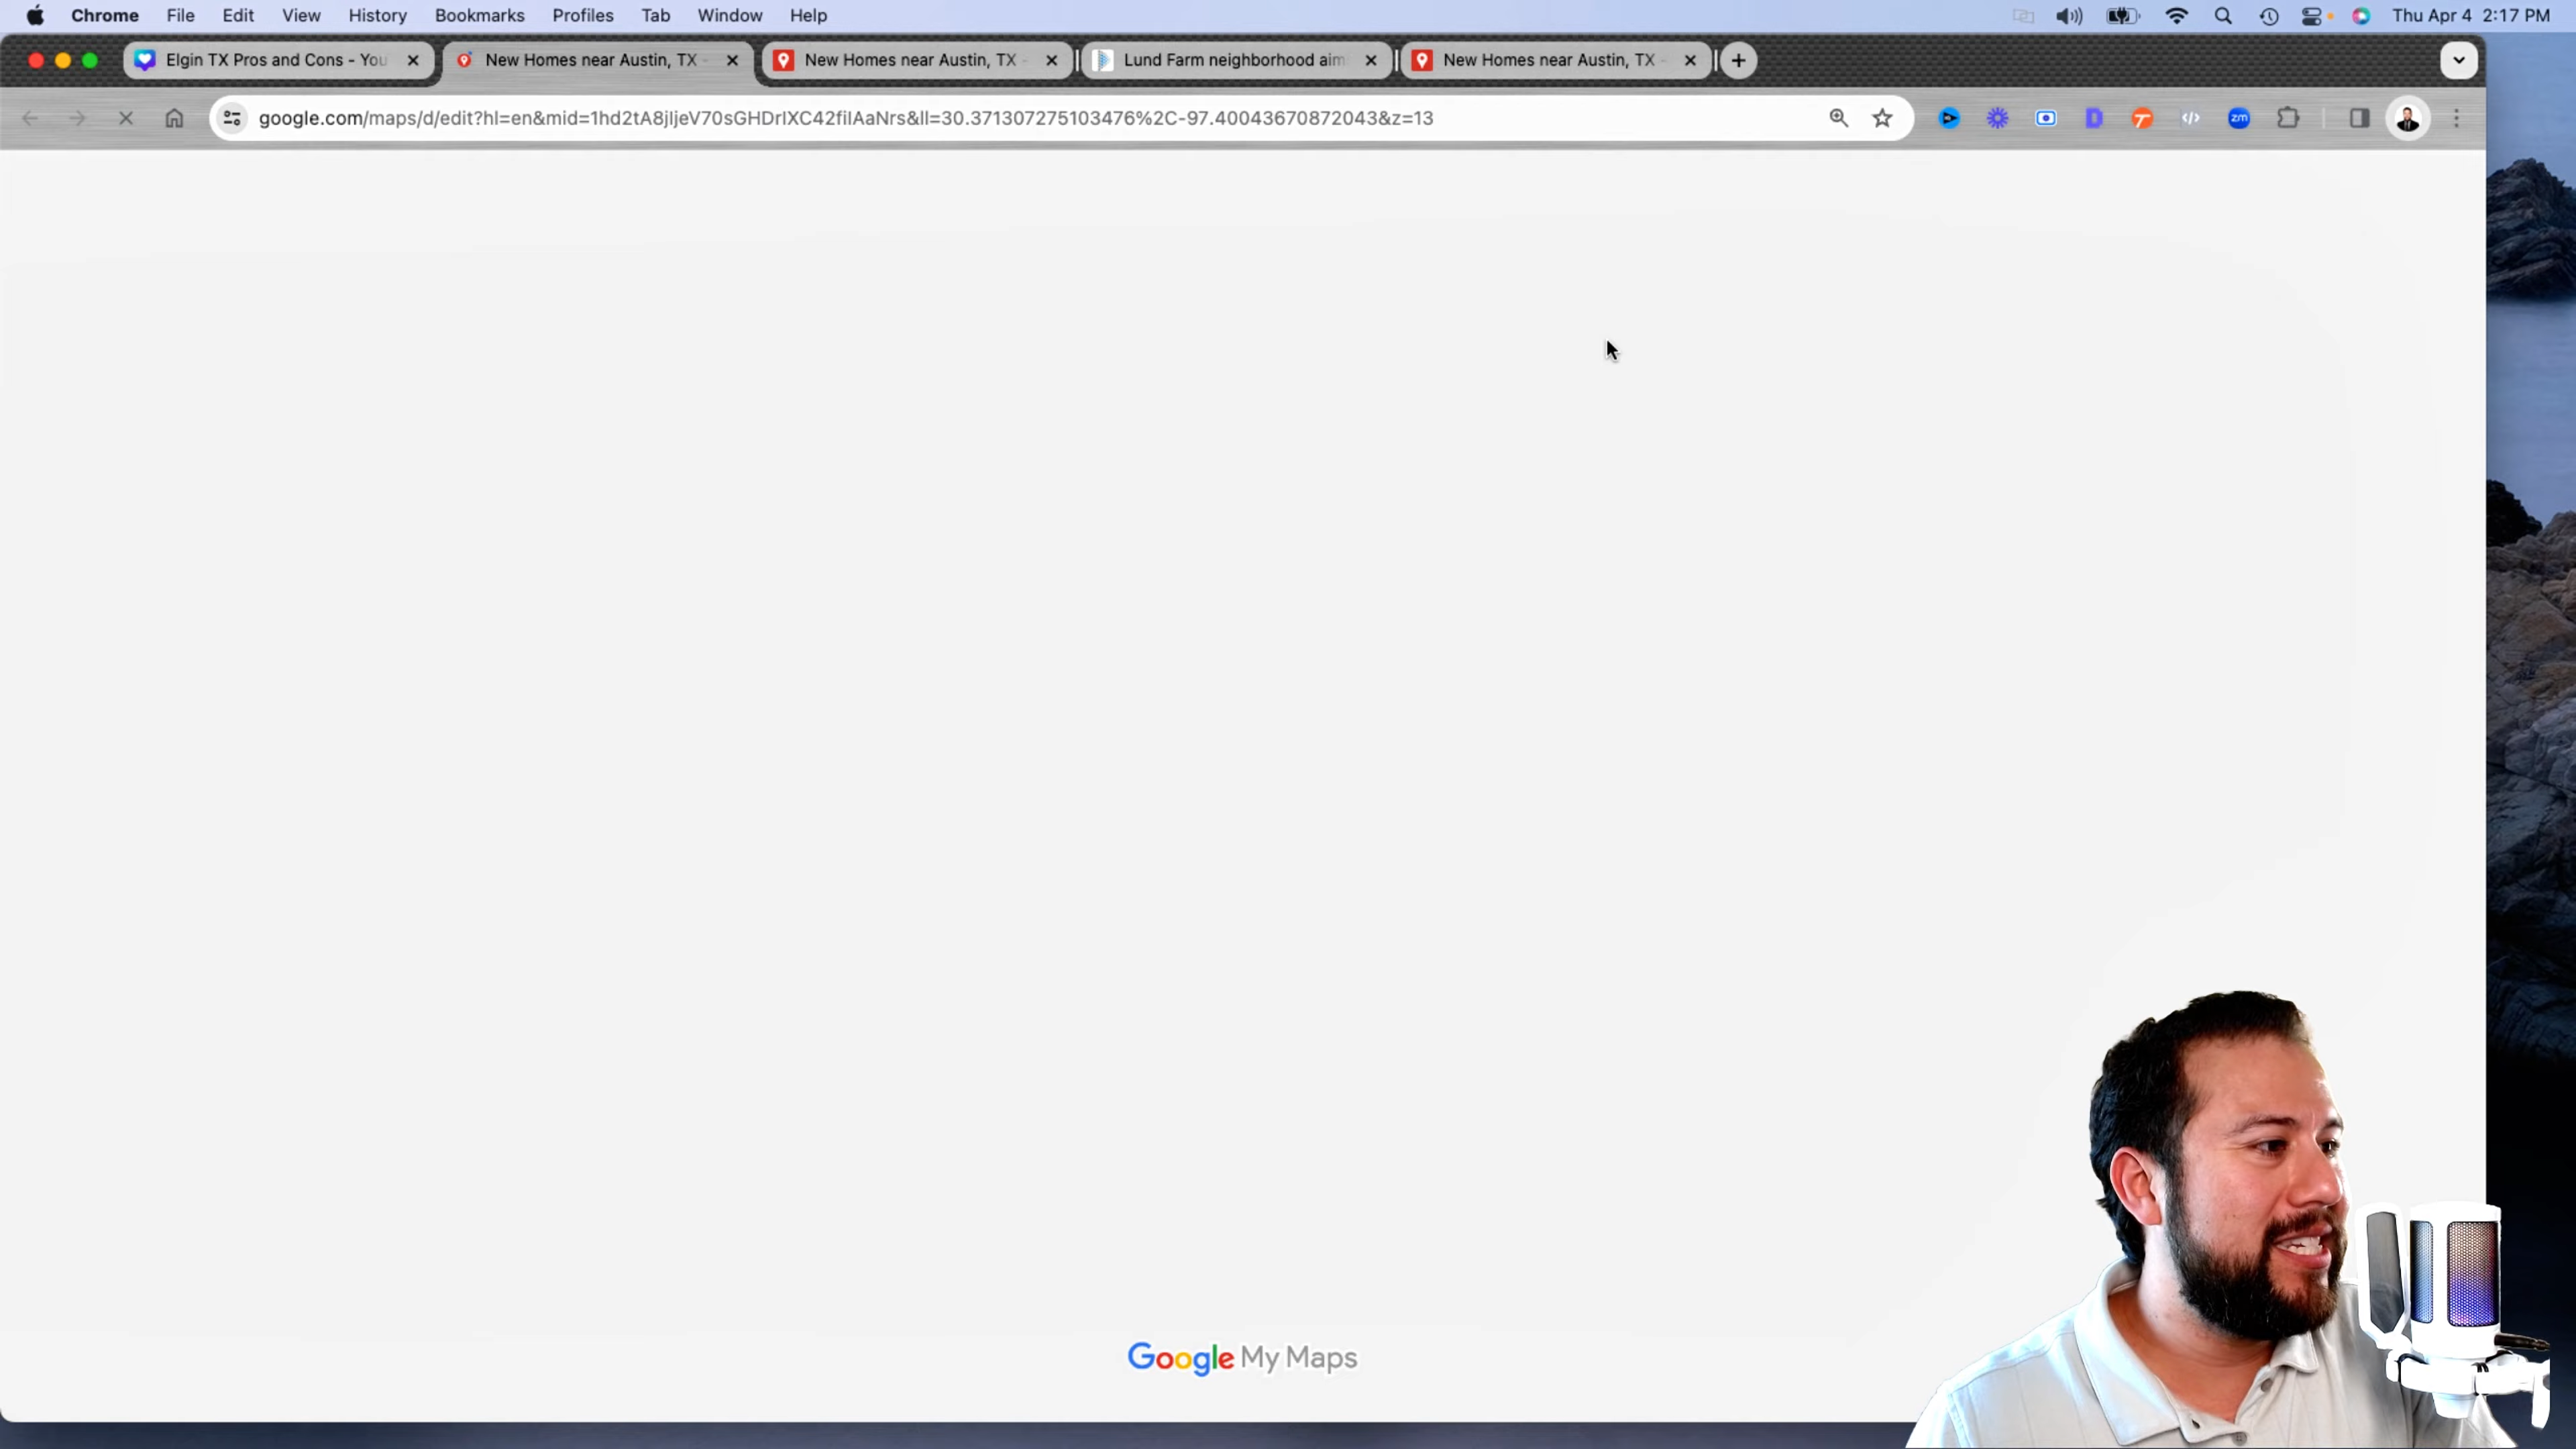 Chrome File Edit View History Bookmarks Profiles Tab Window Help Thu Apr 4 2:17 PM
Elgin TX Pros and Cons - You New Homes near Austin, TX - New Homes near Austin, TX - Lund Farm neighborhood aim New Homes near Austin, TX -
google.com/maps/d/edit?hl=en&mid=1hd2tA8jIjeV70sGHDrIXC42fiIAaNrs&ll=30.371307275103476%2C-97.40043670872043&z=13 D T </> zm
Google My Maps